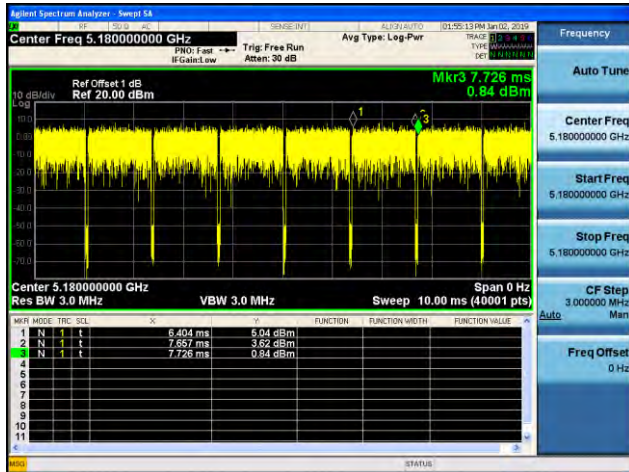 Agilent Spectrum Analyzer - Swept SA
RF 50 Ω AC SENSE:INT ALIGN AUTO 01:55:13 PM Jan 02, 2019
Center Freq 5.180000000 GHz
PNO: Fast
IFGain:Low
Trig: Free Run
Atten: 30 dB
Avg Type: Log-Pwr
TRACE 1 2 3 4 5 6
TYPE
DET N N N N N N
Frequency
Auto Tune
Center Freq
5.180000000 GHz
Start Freq
5.180000000 GHz
Stop Freq
5.180000000 GHz
CF Step
3.000000 MHz
Auto Man
Freq Offset
0 Hz
Ref Offset 1 dB
10 dB/div Ref 20.00 dBm
Log
Mkr3 7.726 ms
0.84 dBm
10.0
0.00
-10.0
-20.0
-30.0
-40.0
-50.0
-60.0
-70.0
1
3
Center 5.180000000 GHz Span 0 Hz
Res BW 3.0 MHz VBW 3.0 MHz Sweep 10.00 ms (40001 pts)
MKR MODE TRC SCL X Y FUNCTION FUNCTION WIDTH FUNCTION VALUE
1 N 1 t 6.404 ms 5.04 dBm
2 N 1 t 7.657 ms 3.62 dBm
3 N 1 t 7.726 ms 0.84 dBm
4
5
6
7
8
9
10
11
MSG STATUS